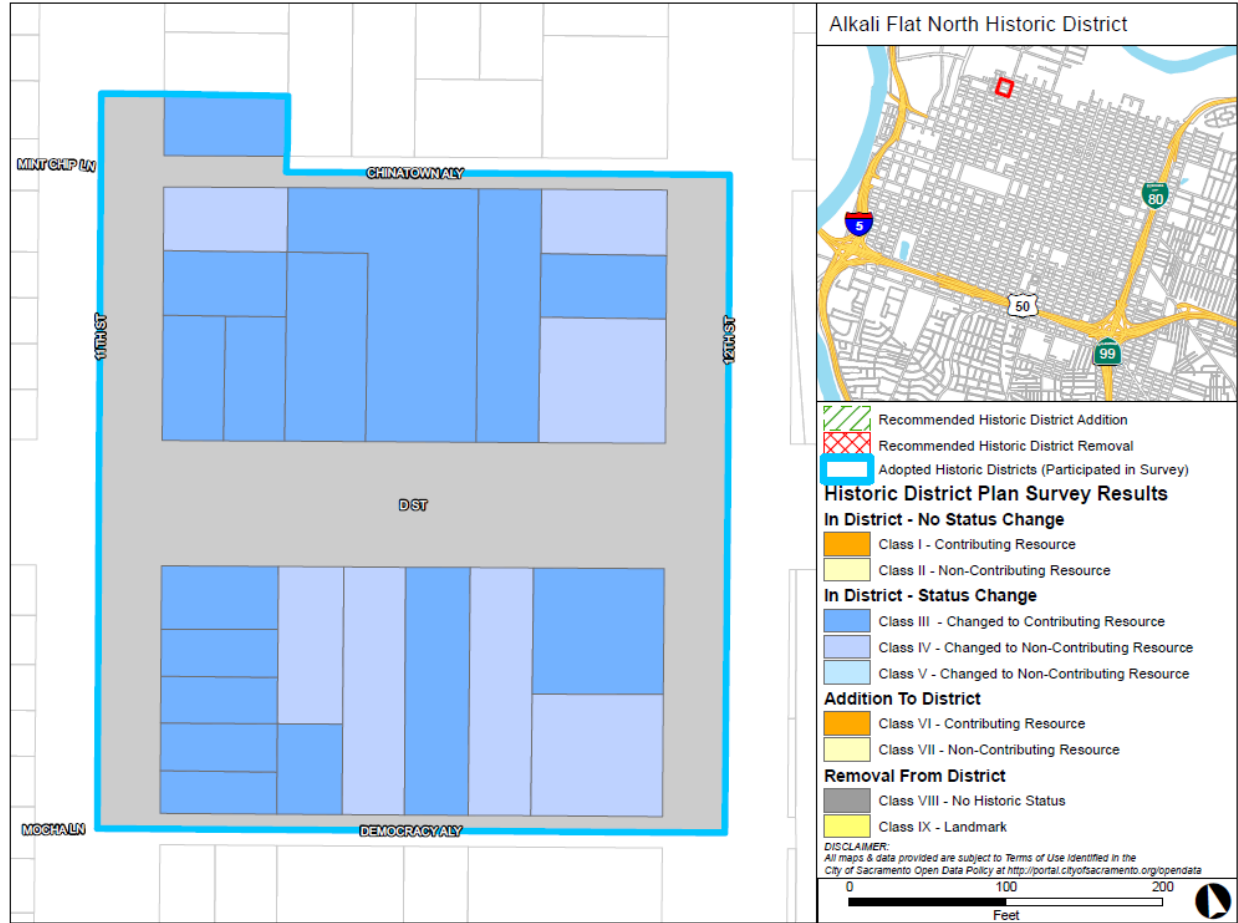 Alkali Flat North Historic District
MINT CHIP LN
CHINATOWN ALY
11TH ST
12TH ST
D ST
MOCHA LN
DEMOCRACY ALY
5
80
50
99
Recommended Historic District Addition
Recommended Historic District Removal
Adopted Historic Districts (Participated in Survey)
Historic District Plan Survey Results
In District - No Status Change
Class I - Contributing Resource
Class II - Non-Contributing Resource
In District - Status Change
Class III - Changed to Contributing Resource
Class IV - Changed to Non-Contributing Resource
Class V - Changed to Non-Contributing Resource
Addition To District
Class VI - Contributing Resource
Class VII - Non-Contributing Resource
Removal From District
Class VIII - No Historic Status
Class IX - Landmark
DISCLAIMER:
All maps & data provided are subject to Terms of Use identified in the
City of Sacramento Open Data Policy at http://portal.cityofsacramento.org/opendata
0 100 200
Feet